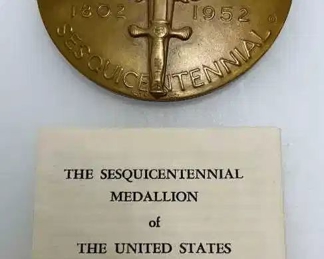 1802 1952
SESQUICENTENNIAL
THE SESQUICENTENNIAL
MEDALLION
of
THE UNITED STATES